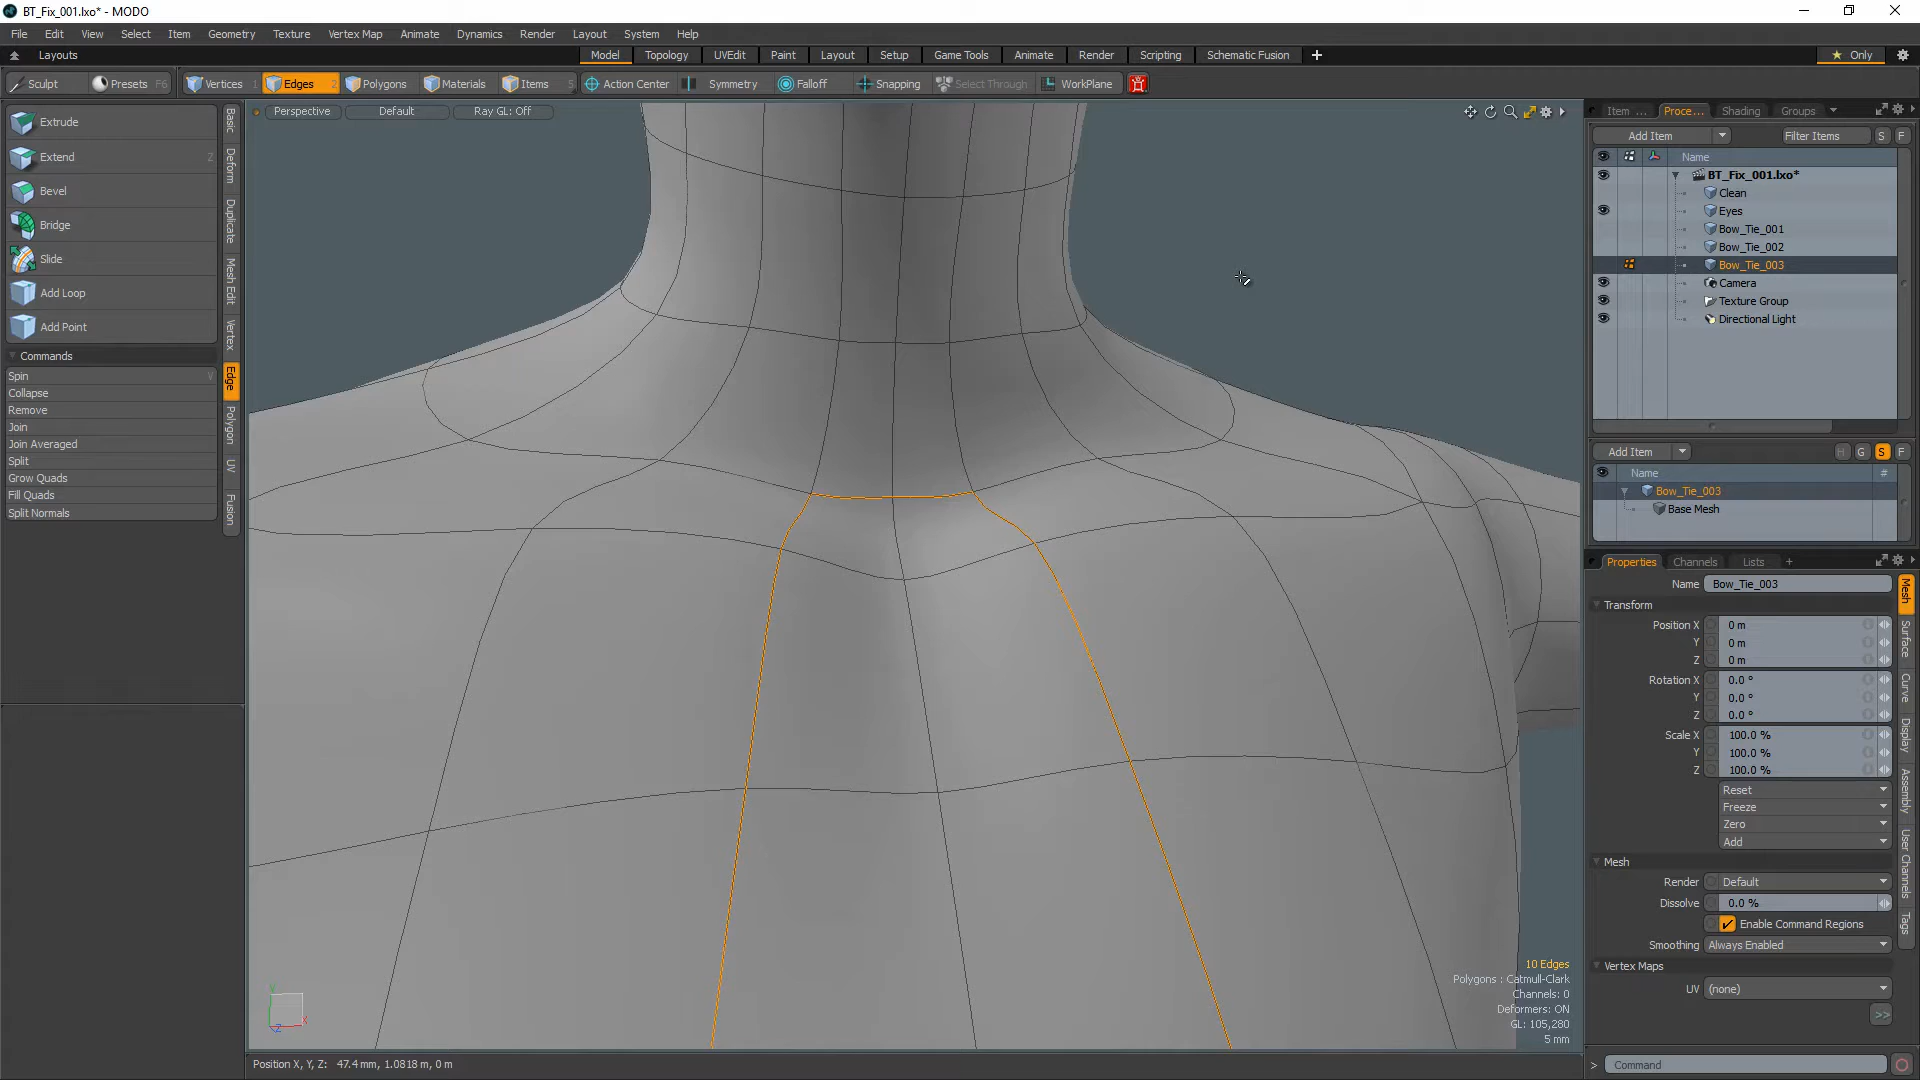 BT_Fix_001.lxo* - MODO
File Edit View Select Item Geometry Texture Vertex Map Animate Dynamics Render Layout System Help
Layouts Model Topology UVEdit Paint Layout Setup Game Tools Animate Render Scripting Schematic Fusion + Only
Sculpt Presets F6 Vertices 1 Edges 2 Polygons Materials Items 5 Action Center Symmetry Falloff Snapping Select Through WorkPlane
Perspective Default Ray GL: Off
Extrude
Extend Z
Bevel
Bridge
Slide
Add Loop
Add Point
Commands
Spin V
Collapse
Remove
Join
Join Averaged
Split
Grow Quads
Fill Quads
Split Normals
Basic
Deform
Duplicate
Mesh Edit
Vertex
Edge
Polygon
UV
Fusion
Item ... Proce... Shading Groups
Add Item Filter Items S F
Name
BT_Fix_001.lxo*
Clean
Eyes
Bow_Tie_001
Bow_Tie_002
Bow_Tie_003
Camera
Texture Group
Directional Light
Add Item H G S F
Name #
Bow_Tie_003
Base Mesh
Properties Channels Lists +
Name Bow_Tie_003
Transform
Position X 0 m
Y 0 m
Z 0 m
Rotation X 0.0 °
Y 0.0 °
Z 0.0 °
Scale X 100.0 %
Y 100.0 %
Z 100.0 %
Reset
Freeze
Zero
Add
Mesh
Render Default
Dissolve 0.0 %
Enable Command Regions
Smoothing Always Enabled
Vertex Maps
UV (none)
>>
Mesh
Surface
Curve
Display
Assembly
User Channels
Tags
10 Edges
Polygons : Catmull-Clark
Channels: 0
Deformers: ON
GL: 105,280
5 mm
Y
X
Z
Position X, Y, Z: 47.4 mm, 1.0818 m, 0 m
> Command